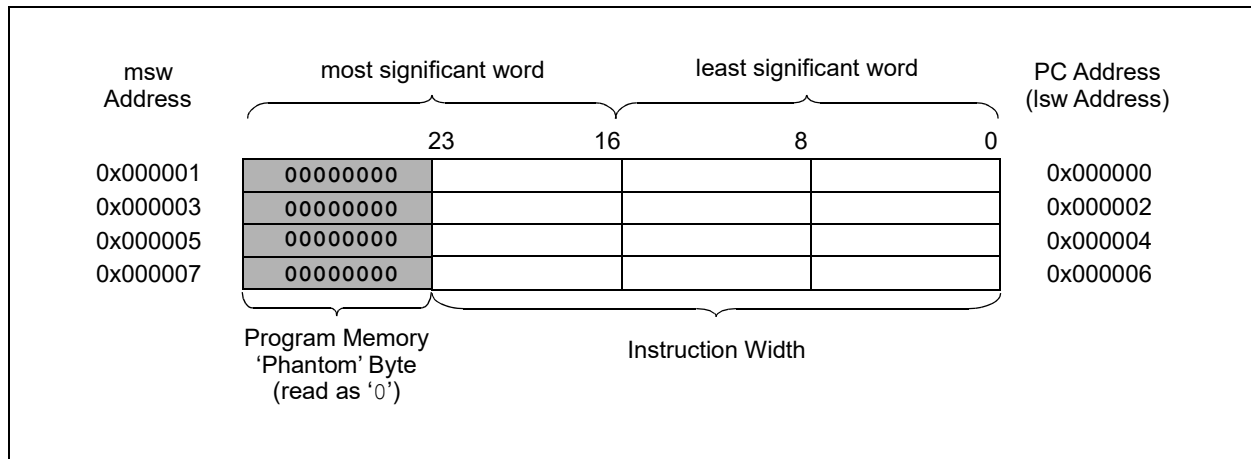 msw
Address
most significant word
least significant word
PC Address
(lsw Address)
23
16
8
0
0x000001
00000000
0x000000
0x000003
00000000
0x000002
0x000005
00000000
0x000004
0x000007
00000000
0x000006
Program Memory
‘Phantom’ Byte
(read as ‘0’)
Instruction Width